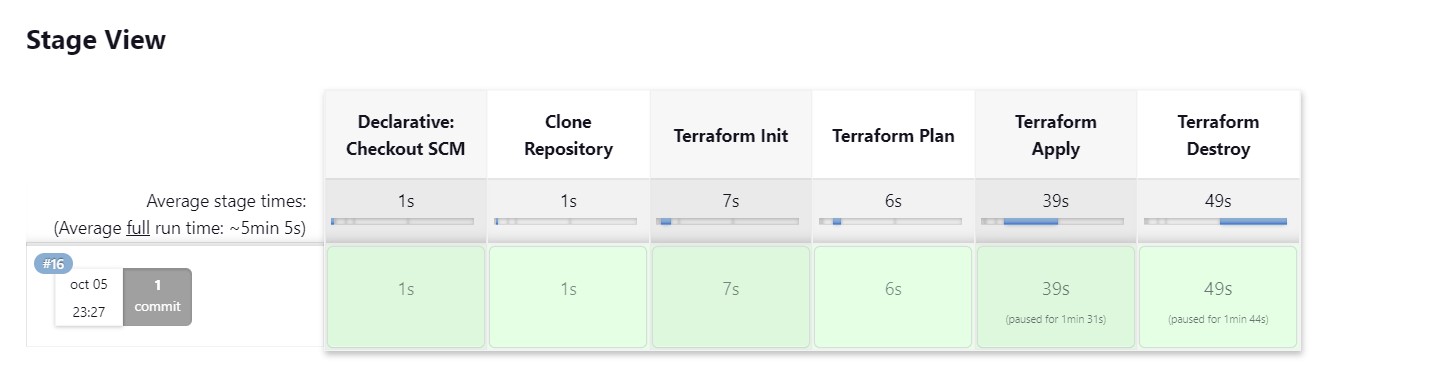 Stage View
Declarative:
Checkout SCM
Clone
Repository
Terraform Init
Terraform Plan
Terraform
Apply
Terraform
Destroy
Average stage times:
(Average full run time: ~5min 5s)
1s
1s
7s
6s
39s
49s
#16
oct 05
23:27
1
commit
1s
1s
7s
6s
39s
(paused for 1min 31s)
49s
(paused for 1min 44s)